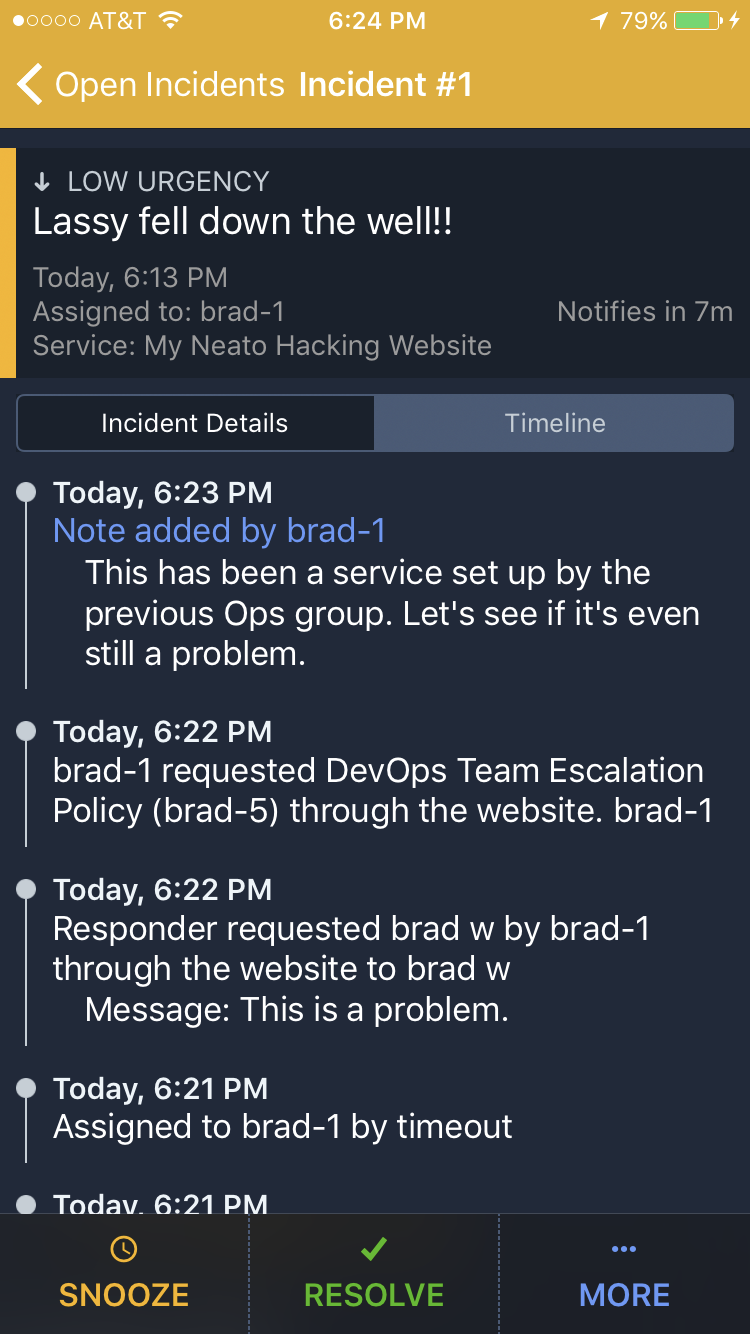 AT&T 6:24 PM 79%
Open Incidents Incident #1
LOW URGENCY
Lassy fell down the well!!
Today, 6:13 PM
Assigned to: brad-1 Notifies in 7m
Service: My Neato Hacking Website
Incident Details Timeline
Today, 6:23 PM
Note added by brad-1
This has been a service set up by the
previous Ops group. Let's see if it's even
still a problem.
Today, 6:22 PM
brad-1 requested DevOps Team Escalation
Policy (brad-5) through the website. brad-1
Today, 6:22 PM
Responder requested brad w by brad-1
through the website to brad w
Message: This is a problem.
Today, 6:21 PM
Assigned to brad-1 by timeout
Today, 6:21 PM
SNOOZE RESOLVE MORE